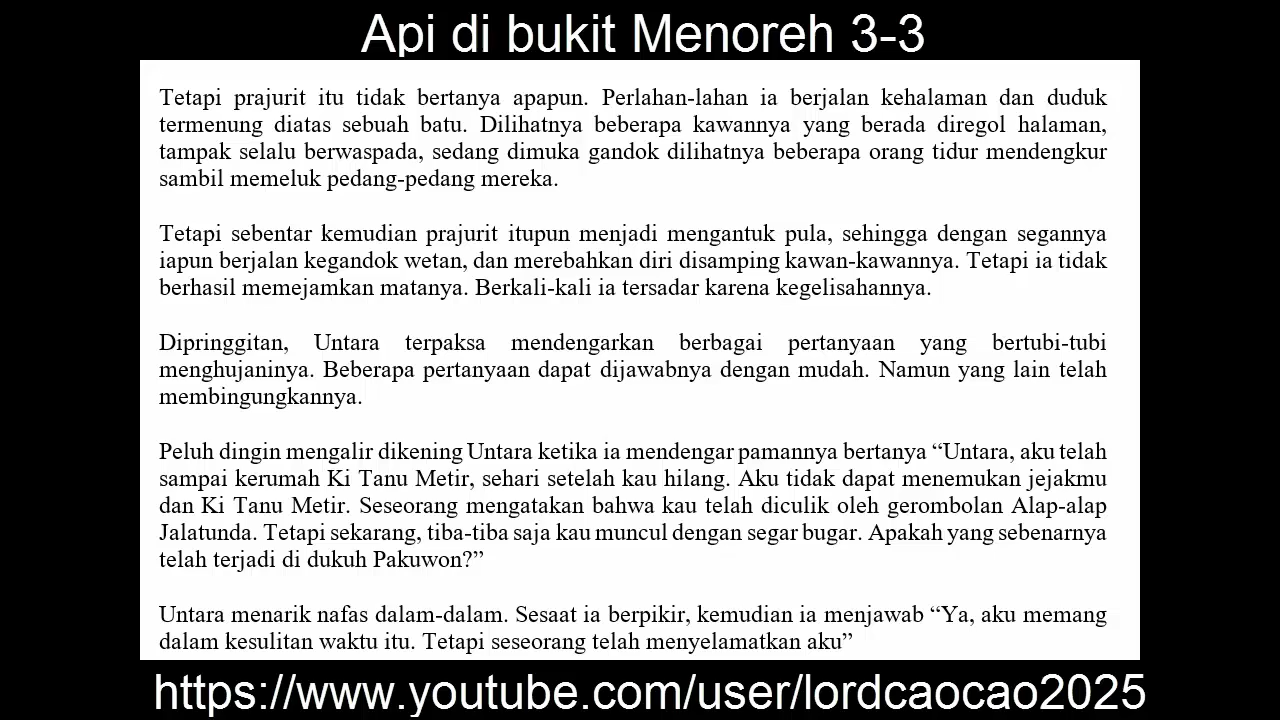 Api di bukit Menoreh 3-3
Tetapi prajurit itu tidak bertanya apapun. Perlahan-lahan ia berjalan kehalaman dan duduk
termenung diatas sebuah batu. Dilihatnya beberapa kawannya yang berada diregol halaman,
tampak selalu berwaspada, sedang dimuka gandok dilihatnya beberapa orang tidur mendengkur
sambil memeluk pedang-pedang mereka.
Tetapi sebentar kemudian prajurit itupun menjadi mengantuk pula, sehingga dengan segannya
iapun berjalan kegandok wetan, dan merebahkan diri disamping kawan-kawannya. Tetapi ia tidak
berhasil memejamkan matanya. Berkali-kali ia tersadar karena kegelisahannya.
Dipringgitan, Untara terpaksa mendengarkan berbagai pertanyaan yang bertubi-tubi
menghujaninya. Beberapa pertanyaan dapat dijawabnya dengan mudah. Namun yang lain telah
membingungkannya.
Peluh dingin mengalir dikening Untara ketika ia mendengar pamannya bertanya “Untara, aku telah
sampai kerumah Ki Tanu Metir, sehari setelah kau hilang. Aku tidak dapat menemukan jejakmu
dan Ki Tanu Metir. Seseorang mengatakan bahwa kau telah diculik oleh gerombolan Alap-alap
Jalatunda. Tetapi sekarang, tiba-tiba saja kau muncul dengan segar bugar. Apakah yang sebenarnya
telah terjadi di dukuh Pakuwon?”
Untara menarik nafas dalam-dalam. Sesaat ia berpikir, kemudian ia menjawab “Ya, aku memang
dalam kesulitan waktu itu. Tetapi seseorang telah menyelamatkan aku”
https://www.youtube.com/user/lordcaocao2025